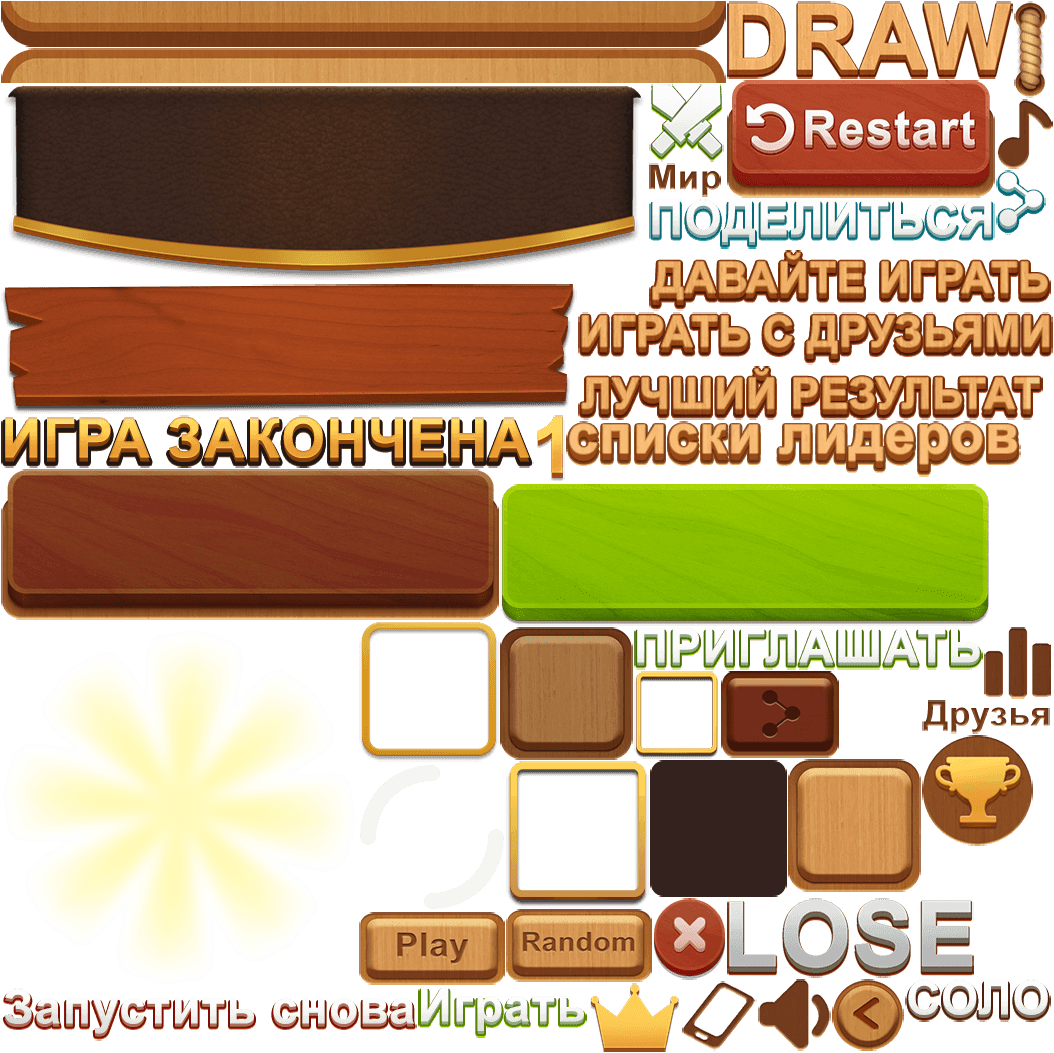 DRAW
Restart
Мир
ПОДЕЛИТЬСЯ
ДАВАЙТЕ ИГРАТЬ
ИГРАТЬ С ДРУЗЬЯМИ
ЛУЧШИЙ РЕЗУЛЬТАТ
ИГРА ЗАКОНЧЕНА
1
списки лидеров
ПРИГЛАШАТЬ
Друзья
Play
Random
LOSE
Запустить снова
Играть
соло